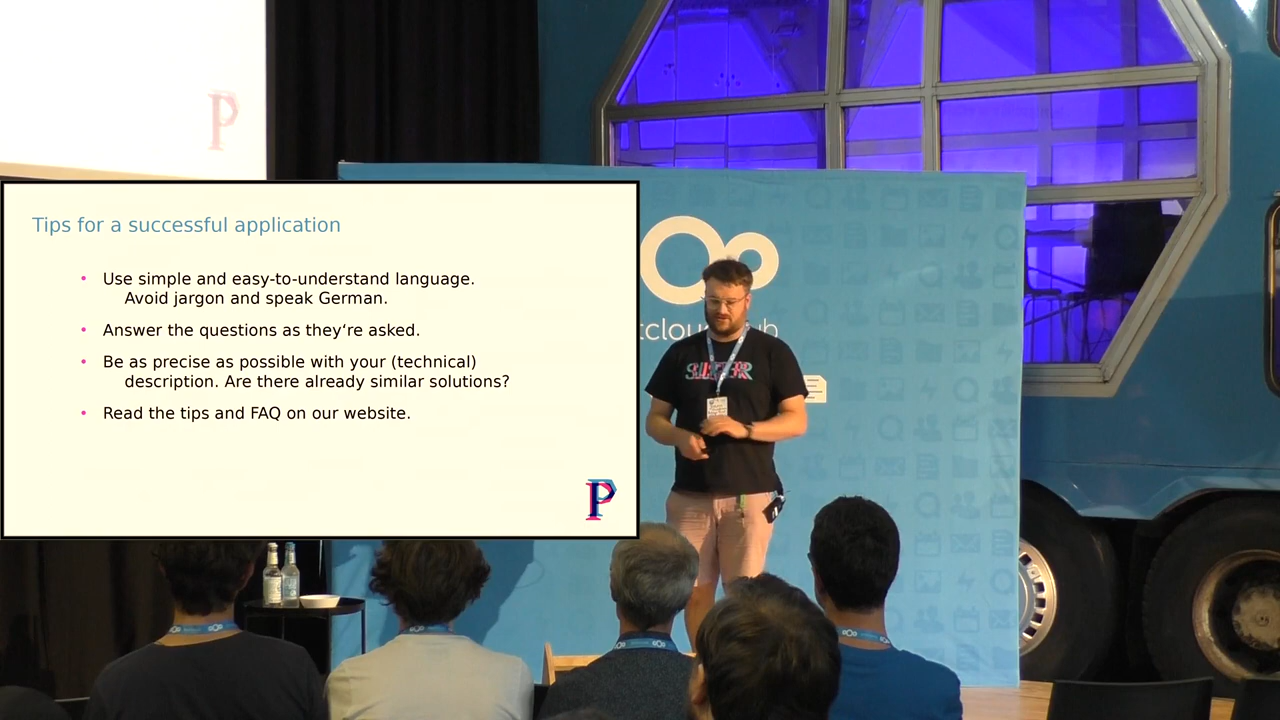 P
Tips for a successful application
• Use simple and easy-to-understand language.
Avoid jargon and speak German.
• Answer the questions as they‘re asked.
• Be as precise as possible with your (technical)
description. Are there already similar solutions?
• Read the tips and FAQ on our website.
P